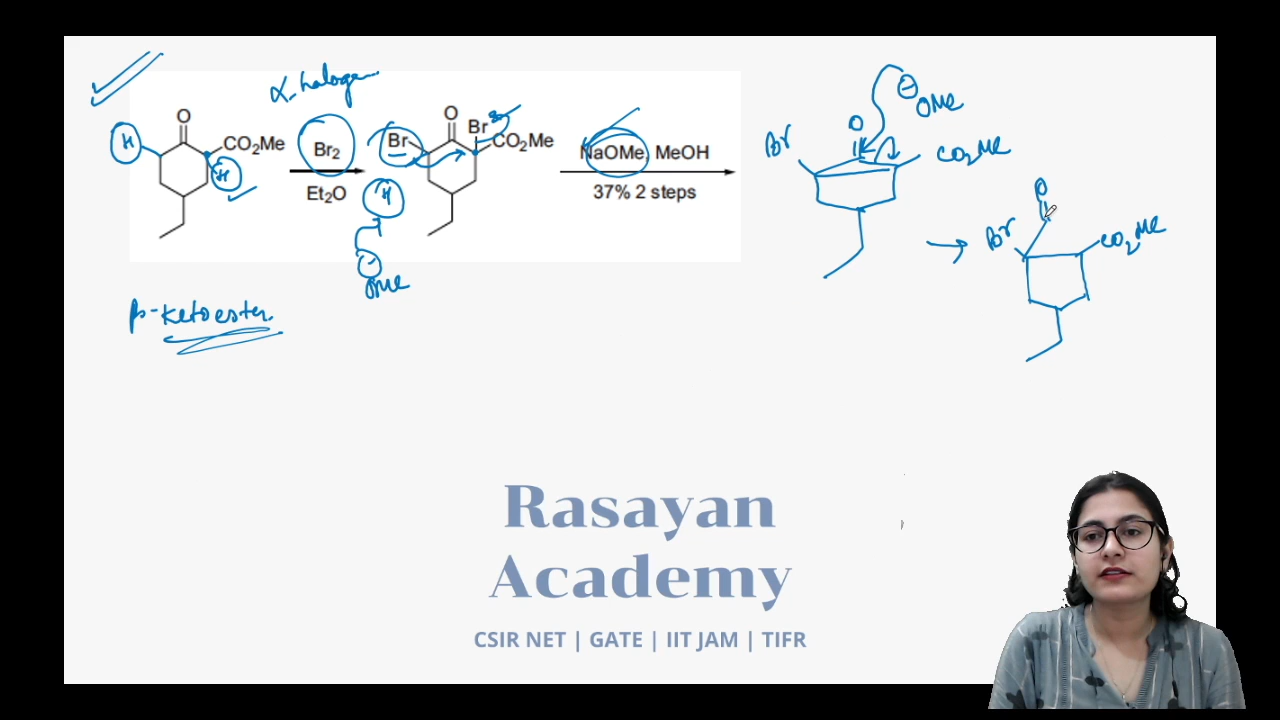 α-haloge
H
O
CO2Me
H
Br2
Et2O
Br
O
Br
CO2Me
H
⊖
OMe
NaOMe, MeOH
37% 2 steps
β-ketoester
⊖
OMe
Br
O
CO2Me
→
O
Br
CO2Me
Rasayan
Academy
CSIR NET | GATE | IIT JAM | TIFR